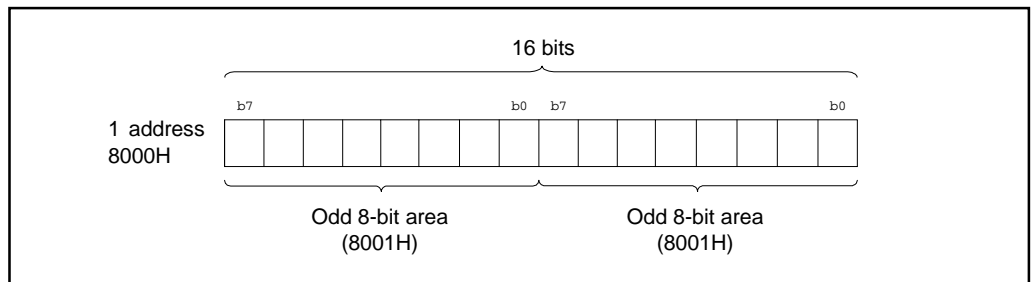 16 bits
b7 b0 b7 b0
1 address
8000H
Odd 8-bit area Odd 8-bit area
(8001H) (8001H)